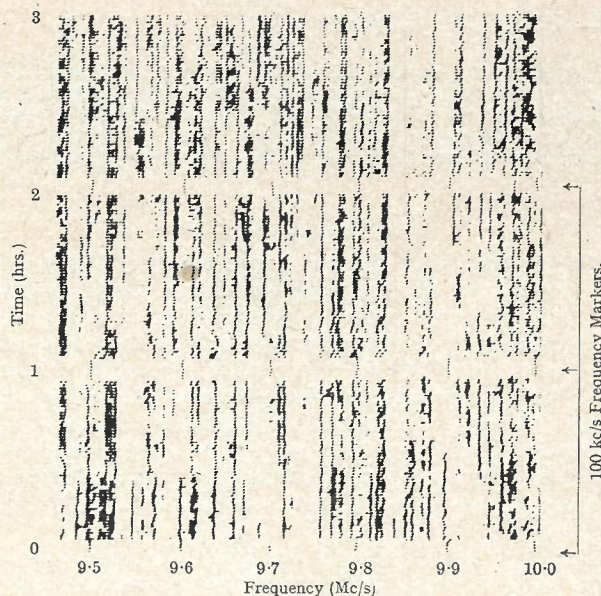 3
2
1
0
Time (hrs.)
9·5 9·6 9·7 9·8 9·9 10·0
Frequency (Mc/s)
100 kc/s Frequency Markers.